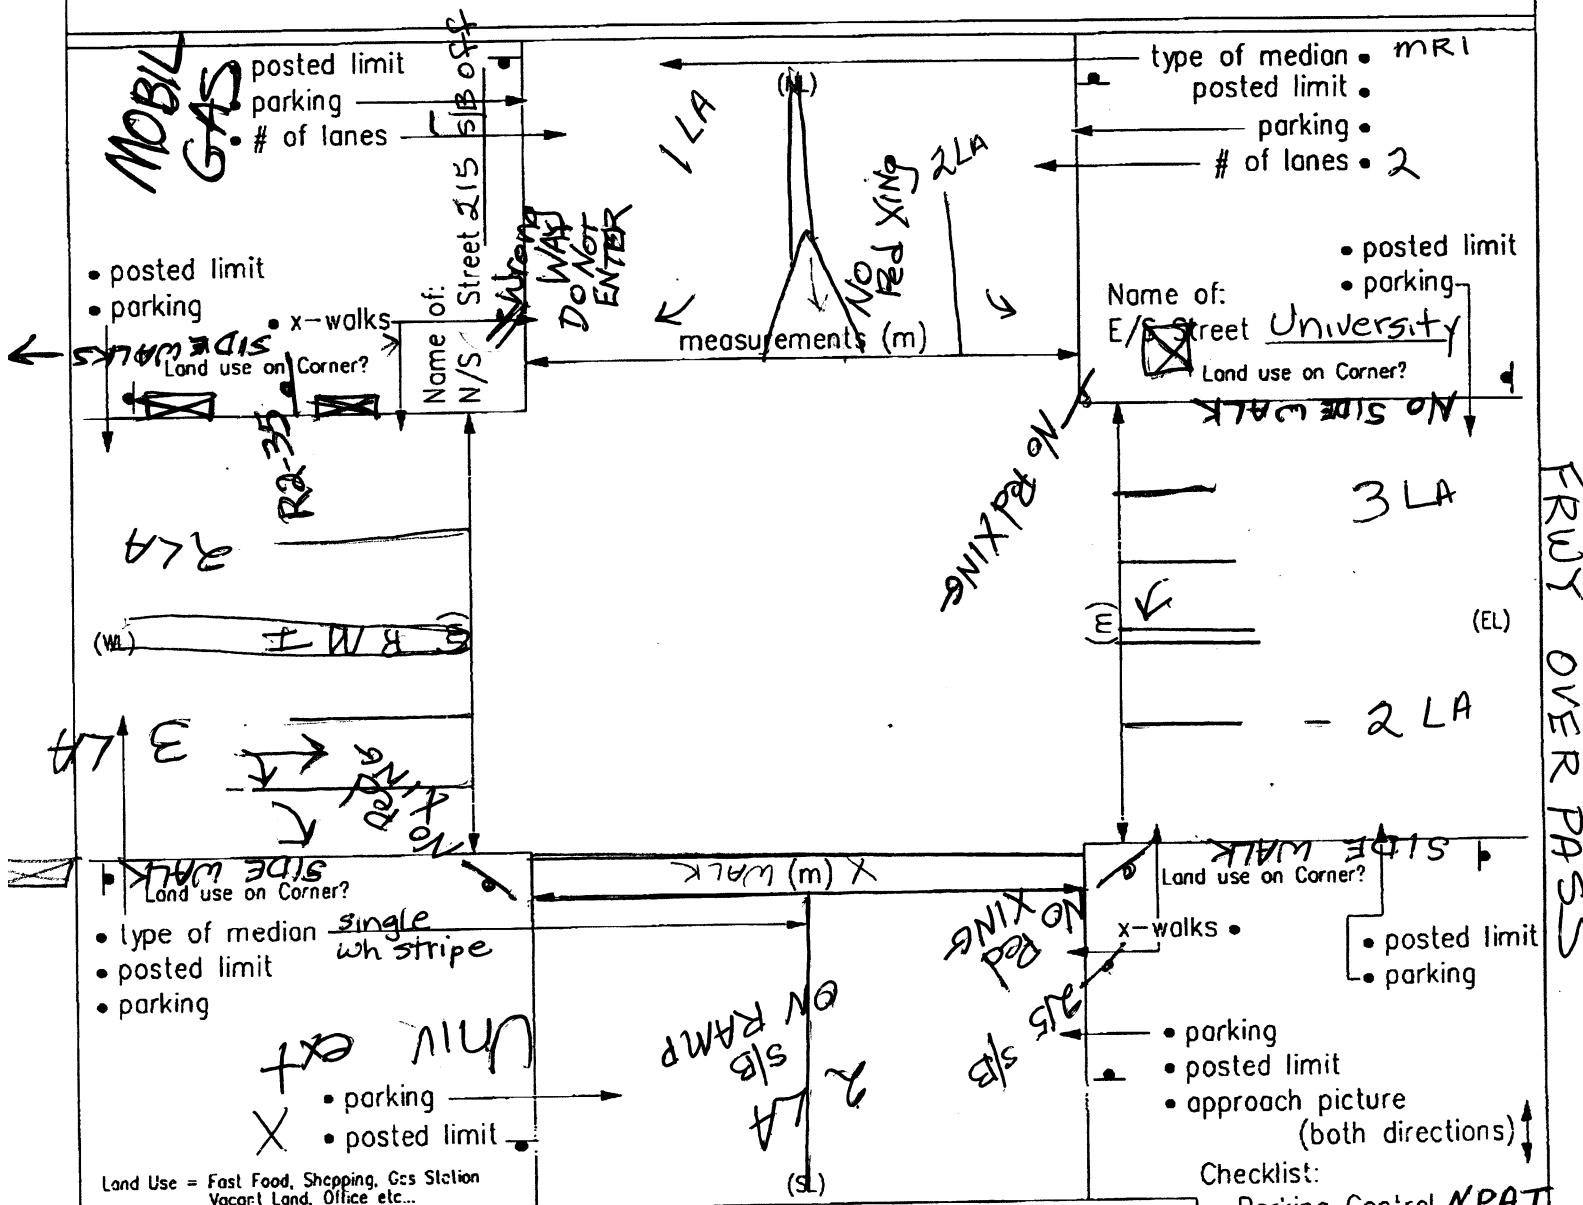 MOBIL
GAS
• posted limit
• parking
• # of lanes
Name of:
N/S Street 215 S/B off
1 LA
(NL)
No
Ped Xing
2LA
type of median • MRI
posted limit •
parking •
# of lanes • 2
Wrong
WAY
DO NOT
ENTER
• posted limit
• parking
• x-walks
SIDE WALKS
Land use on Corner?
measurements (m)
• posted limit
• parking
Name of:
E/S Street University
Land use on Corner?
NO SIDE WALK
R2-35
No Ped XING
2 LA
3 LA
(WL)
R M I
(m)
(m)
(EL)
3 LA
- 2 LA
FRWY OVER PASS
No Ped
XiNG
SIDE WALK
Land use on Corner?
X WALK
(m)
SIDE WALK
Land use on Corner?
• type of median single
wh stripe
• posted limit
• parking
NO
Ped
XING
x-walks •
• posted limit
• parking
Univ
ext
X
S/B
ON RAMP
2 LA
215
S/B
• parking
• posted limit
• approach picture
(both directions)
• parking
• posted limit
Land Use = Fast Food, Shopping, Gas Station
Vacant Land, Office etc...
(SL)
Checklist:
Parking Control NPAT